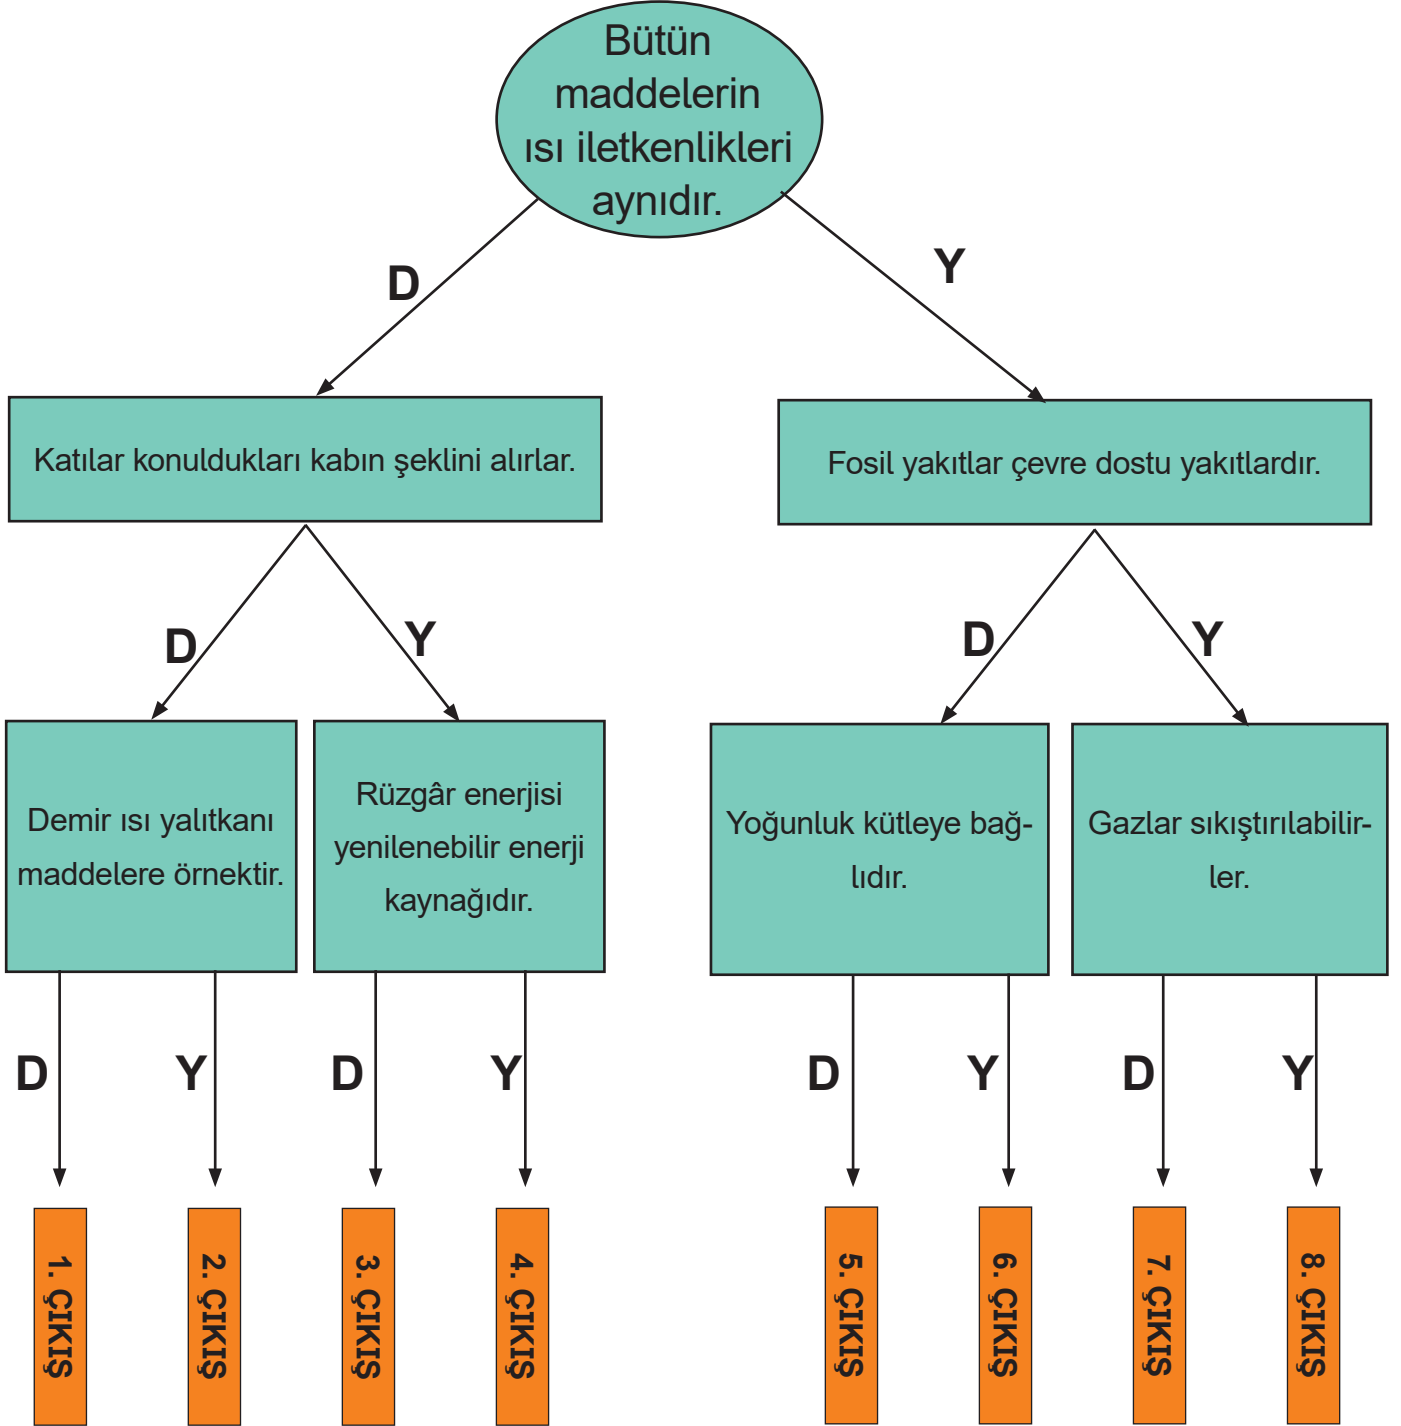 Bütün
maddelerin
ısı iletkenlikleri
aynıdır.
D
Y
Katılar konuldukları kabın şeklini alırlar.
Fosil yakıtlar çevre dostu yakıtlardır.
D
Y
D
Y
Demir ısı yalıtkanı
maddelere örnektir.
Rüzgâr enerjisi
yenilenebilir enerji
kaynağıdır.
Yoğunluk kütleye bağ-
lıdır.
Gazlar sıkıştırılabilir-
ler.
D
Y
D
Y
D
Y
D
Y
1. ÇIKIŞ
2. ÇIKIŞ
3. ÇIKIŞ
4. ÇIKIŞ
5. ÇIKIŞ
6. ÇIKIŞ
7. ÇIKIŞ
8. ÇIKIŞ